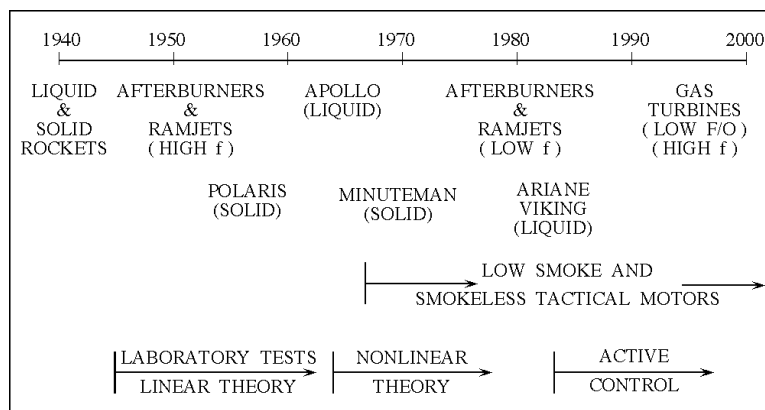 1940 1950 1960 1970 1980 1990 2000
LIQUID
&
SOLID
ROCKETS
AFTERBURNERS
&
RAMJETS
( HIGH f )
APOLLO
(LIQUID)
AFTERBURNERS
&
RAMJETS
( LOW f )
GAS
TURBINES
( LOW F/O )
( HIGH f )
POLARIS
(SOLID)
MINUTEMAN
(SOLID)
ARIANE
VIKING
(LIQUID)
LOW SMOKE AND
SMOKELESS TACTICAL MOTORS
LABORATORY TESTS
LINEAR THEORY
NONLINEAR
THEORY
ACTIVE
CONTROL